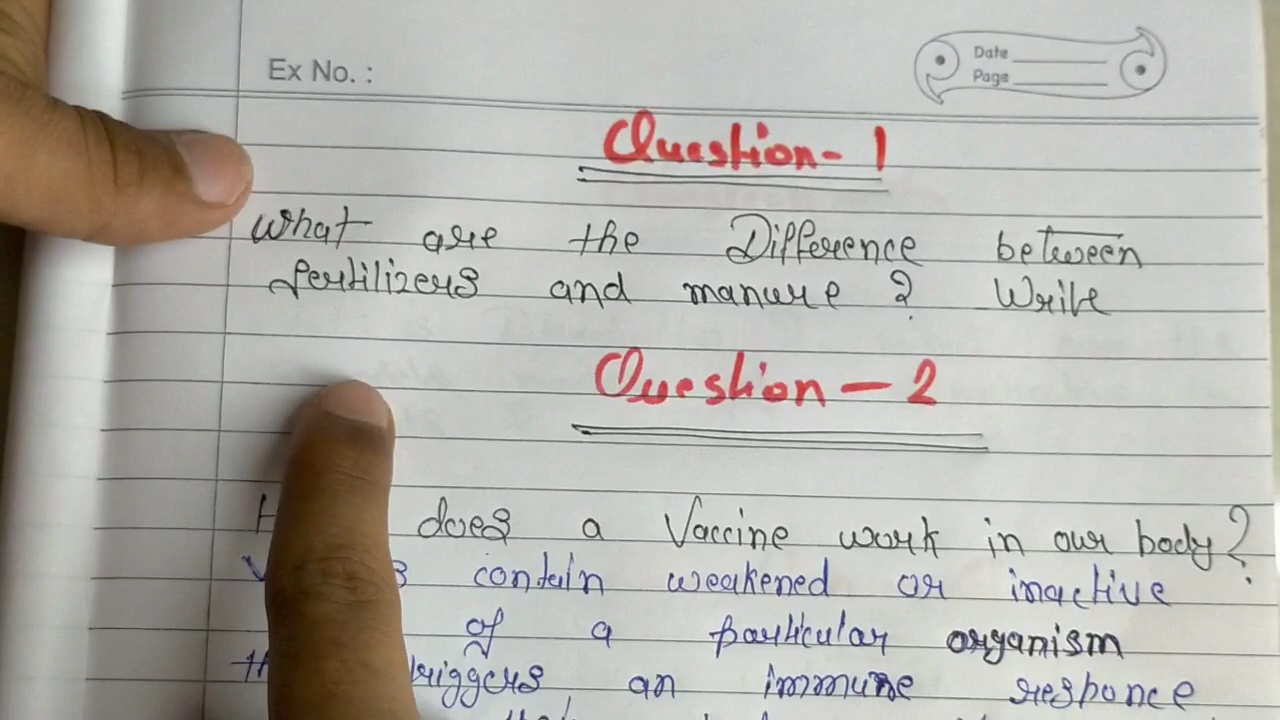 Ex No. :
Date
Page
Question- 1
What are the Difference between
fertilizers and manure ? Write
Question - 2
does a Vaccine work in our body?
contain weakened or inactive
of a particular organism
triggers an immune responce